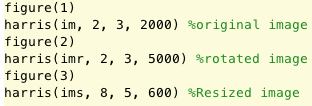 figure(1)
harris(im, 2, 3, 2000) %original image
figure(2)
harris(imr, 2, 3, 5000) %rotated image
figure(3)
harris(ims, 8, 5, 600) %Resized image